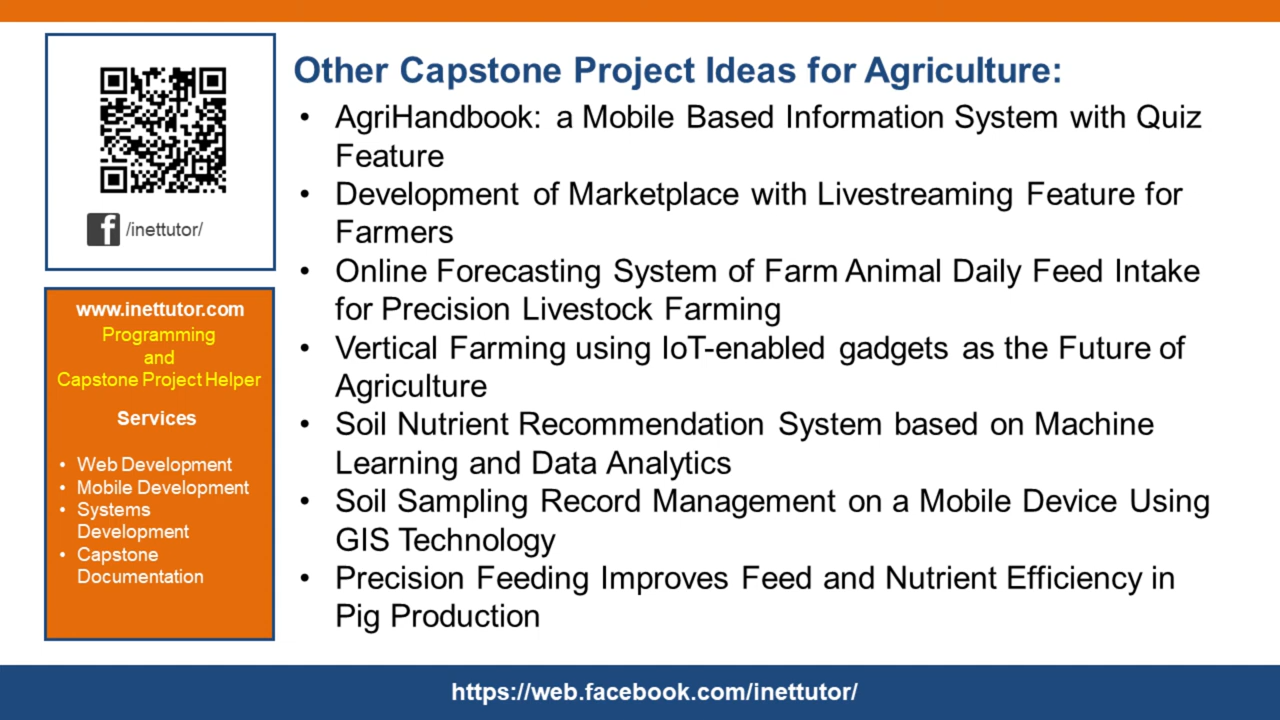 /inettutor/
www.inettutor.com
Programming
and
Capstone Project Helper
Services
• Web Development
• Mobile Development
• Systems
Development
• Capstone
Documentation
Other Capstone Project Ideas for Agriculture:
• AgriHandbook: a Mobile Based Information System with Quiz
Feature
• Development of Marketplace with Livestreaming Feature for
Farmers
• Online Forecasting System of Farm Animal Daily Feed Intake
for Precision Livestock Farming
• Vertical Farming using IoT-enabled gadgets as the Future of
Agriculture
• Soil Nutrient Recommendation System based on Machine
Learning and Data Analytics
• Soil Sampling Record Management on a Mobile Device Using
GIS Technology
• Precision Feeding Improves Feed and Nutrient Efficiency in
Pig Production
https://web.facebook.com/inettutor/